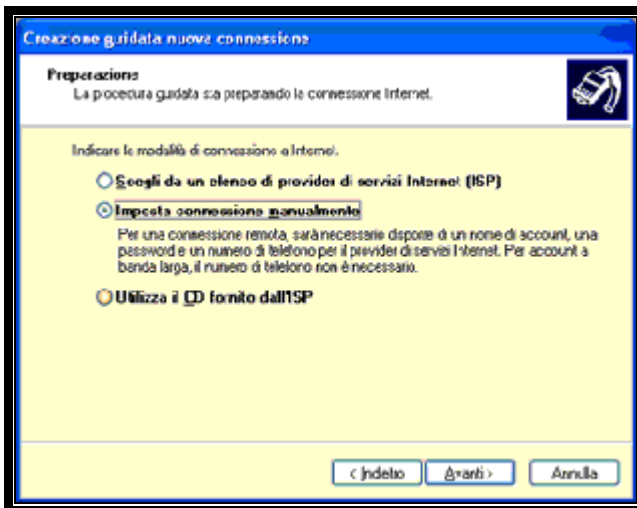 Creazione guidata nuova connessione
Preparazione
La procedura guidata sta preparando la connessione Internet.
Indicare le modalità di connessione a Internet.
Scegli da un elenco di provider di servizi Internet (ISP)
Imposta connessione manualmente
Per una connessione remota, sarà necessario disporre di un nome di account, una
password e un numero di telefono per il provider di servizi Internet. Per account a
banda larga, il numero di telefono non è necessario.
Utilizza il CD fornito dall'ISP
< Indietro
Avanti >
Annulla